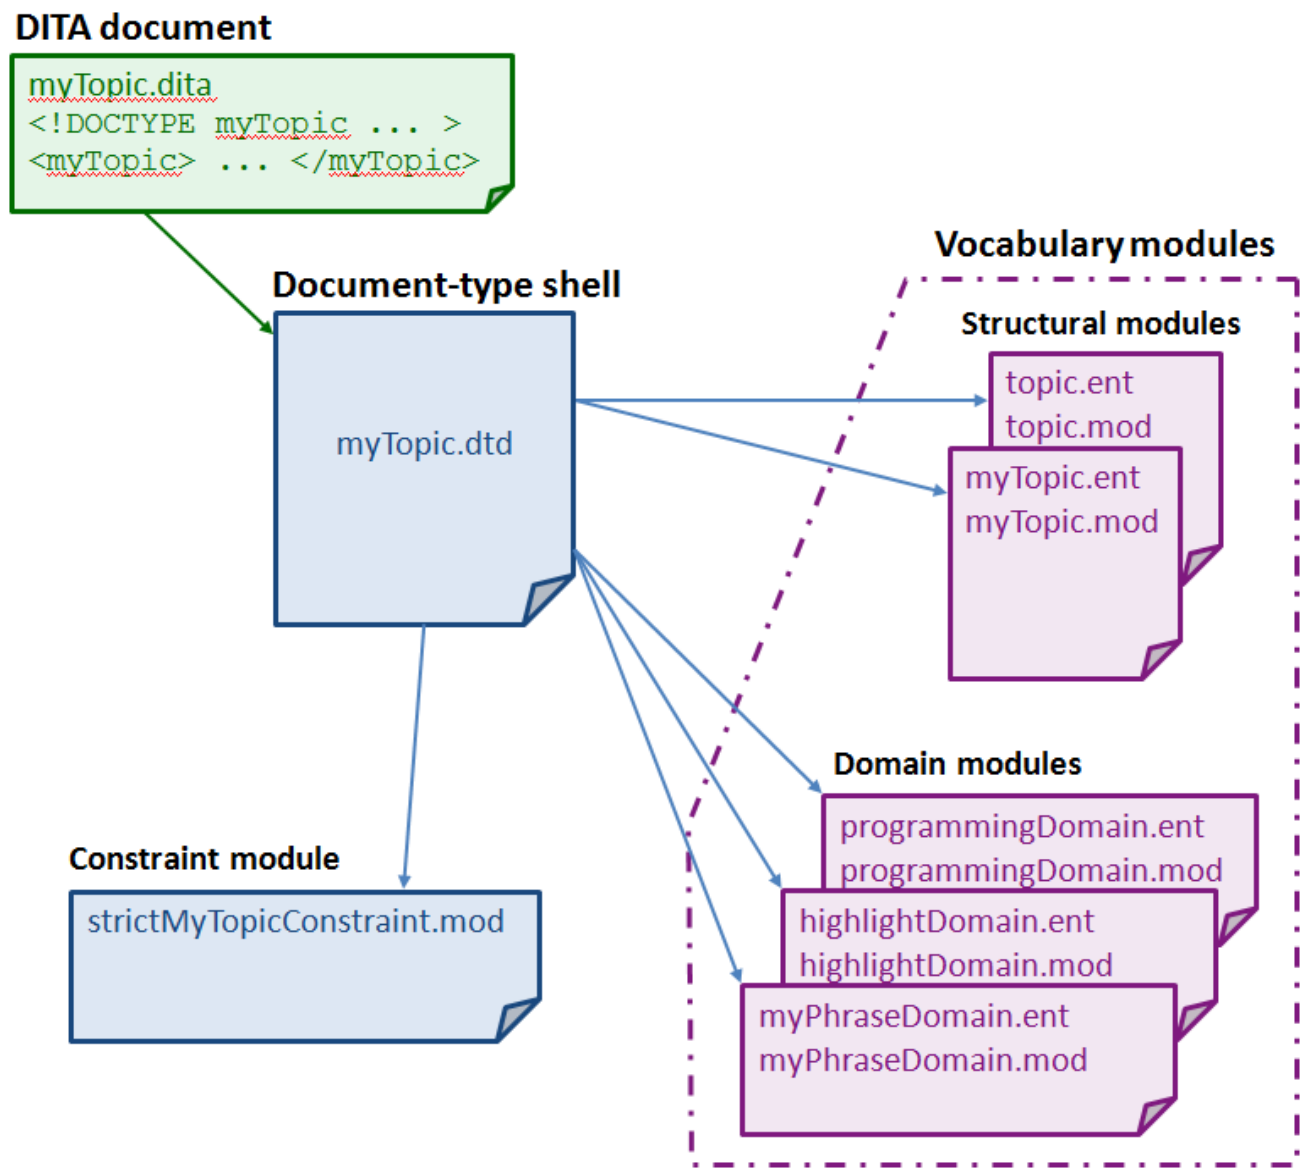 DITA document
myTopic.dita
<!DOCTYPE myTopic ... >
<myTopic> ... </myTopic>
Document-type shell
myTopic.dtd
Vocabulary modules
Structural modules
topic.ent
topic.mod
myTopic.ent
myTopic.mod
Domain modules
programmingDomain.ent
programmingDomain.mod
highlightDomain.ent
highlightDomain.mod
myPhraseDomain.ent
myPhraseDomain.mod
Constraint module
strictMyTopicConstraint.mod